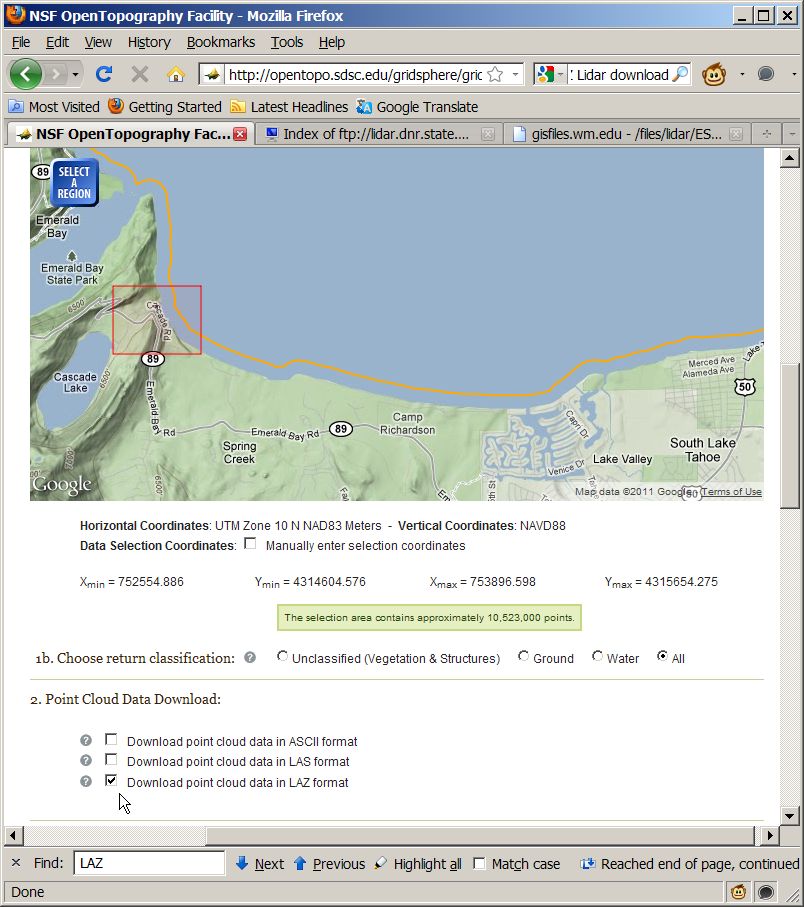 NSF OpenTopography Facility - Mozilla Firefox
File Edit View History Bookmarks Tools Help
http://opentopo.sdsc.edu/gridsphere/gric Lidar download
Most Visited Getting Started Latest Headlines Google Translate
NSF OpenTopography Fac... Index of ftp://lidar.dnr.state.... gisfiles.wm.edu - /files/lidar/ES...
89 SELECT A REGION
Emerald Bay
Emerald Bay State Park
6500
Cascade Rd
89
Cascade Lake
6500
Emerald Bay Rd
Emerald Bay Rd
89
Camp Richardson
Spring Creek
7000
Merced Ave
Alameda Ave
Lake
50
Capri Dr
Venice Dr
Lake Valley
South Lake Tahoe
Google
Map data ©2011 Google - Terms of Use
50
Horizontal Coordinates: UTM Zone 10 N NAD83 Meters - Vertical Coordinates: NAVD88
Data Selection Coordinates: Manually enter selection coordinates
Xmin = 752554.886 Ymin = 4314604.576 Xmax = 753896.598 Ymax = 4315654.275
The selection area contains approximately 10,523,000 points.
1b. Choose return classification: ? Unclassified (Vegetation & Structures) Ground Water All
2. Point Cloud Data Download:
? Download point cloud data in ASCII format
? Download point cloud data in LAS format
? Download point cloud data in LAZ format
× Find: LAZ Next Previous Highlight all Match case Reached end of page, continued
Done